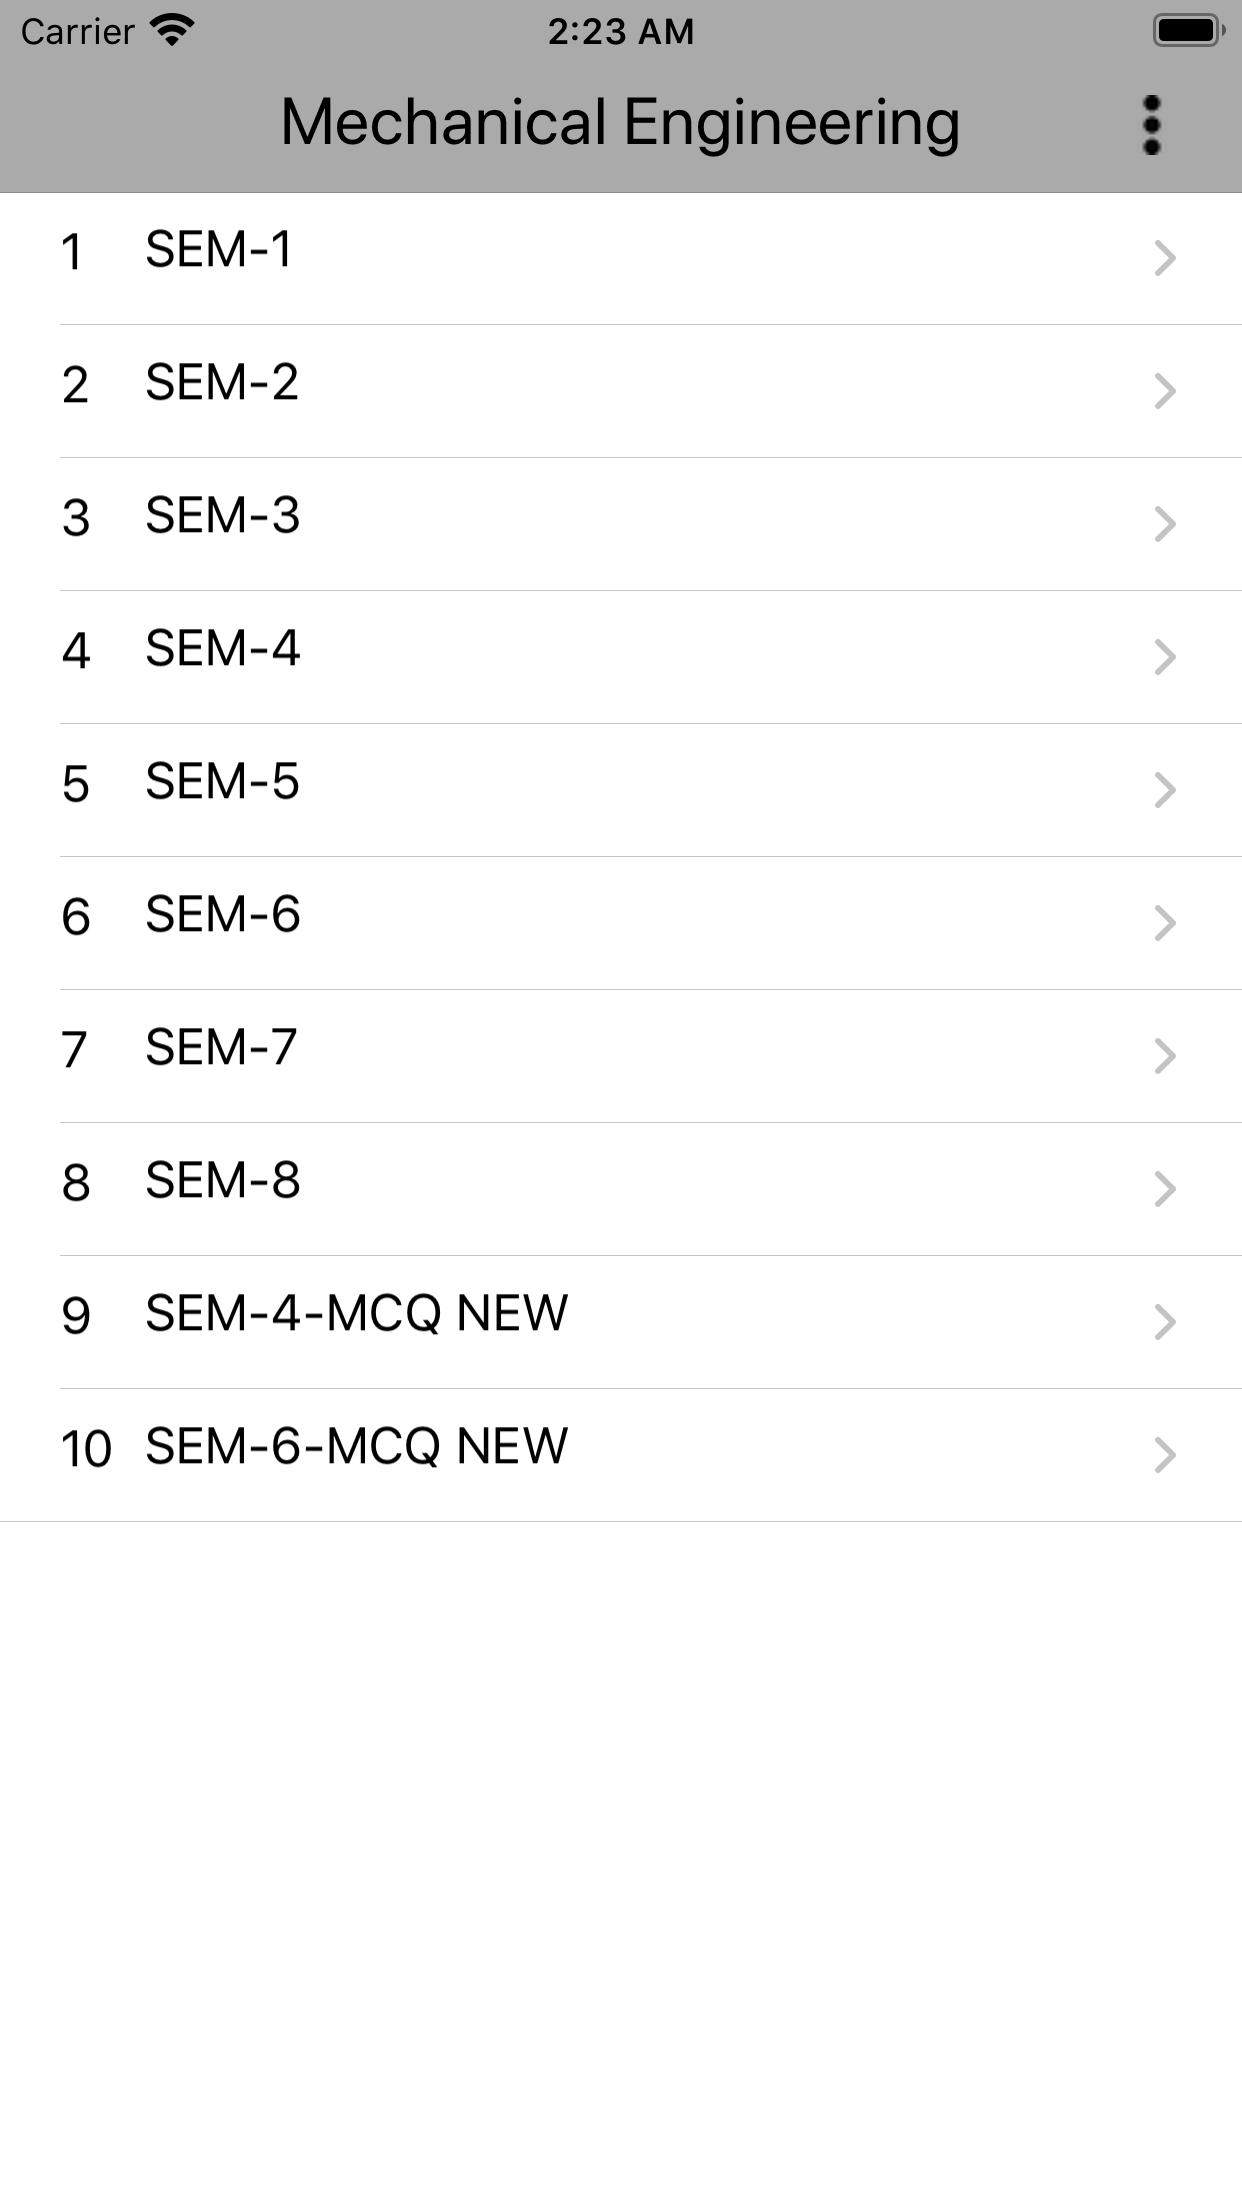 Carrier 2:23 AM
Mechanical Engineering
1 SEM-1
2 SEM-2
3 SEM-3
4 SEM-4
5 SEM-5
6 SEM-6
7 SEM-7
8 SEM-8
9 SEM-4-MCQ NEW
10 SEM-6-MCQ NEW